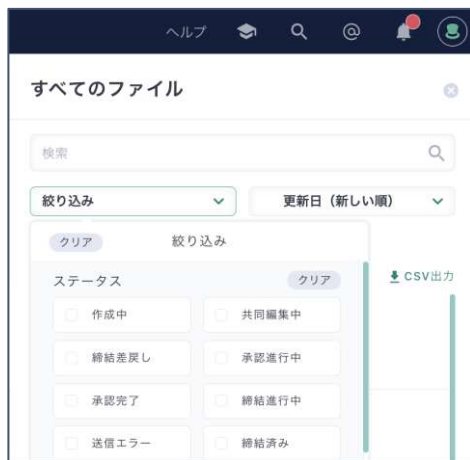 ヘルプ
すべてのファイル
検索
絞り込み 更新日（新しい順）
クリア 絞り込み
ステータス クリア CSV出力
作成中 共同編集中
締結差戻し 承認進行中
承認完了 締結進行中
送信エラー 締結済み